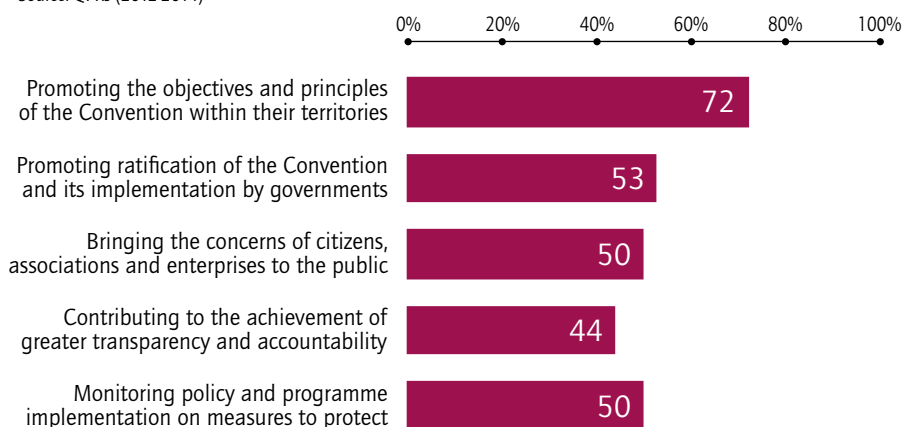 0% 20% 40% 60% 80% 100%
Promoting the objectives and principles
of the Convention within their territories
72
Promoting ratification of the Convention
and its implementation by governments
53
Bringing the concerns of citizens,
associations and enterprises to the public
50
Contributing to the achievement of
greater transparency and accountability
44
Monitoring policy and programme
implementation on measures to protect
50